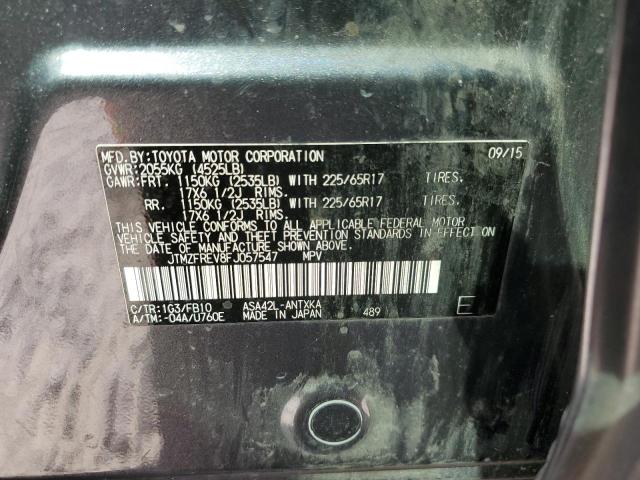 MFD.BY:TOYOTA MOTOR CORPORATION 09/15
GVWR:2055KG (4525LB)
GAWR:FRT. 1150KG (2535LB) WITH 225/65R17 TIRES.
17X6 1/2J RIMS.
RR. 1150KG (2535LB) WITH 225/65R17 TIRES.
17X6 1/2J RIMS.
THIS VEHICLE CONFORMS TO ALL APPLICABLE FEDERAL MOTOR
VEHICLE SAFETY AND THEFT PREVENTION STANDARDS IN EFFECT ON
THE DATE OF MANUFACTURE SHOWN ABOVE.
JTMZFREV8FJ057547 MPV
C/TR:1G3/FB10 ASA42L-ANTXKA
A/TM:-04A/U760E MADE IN JAPAN 489 E